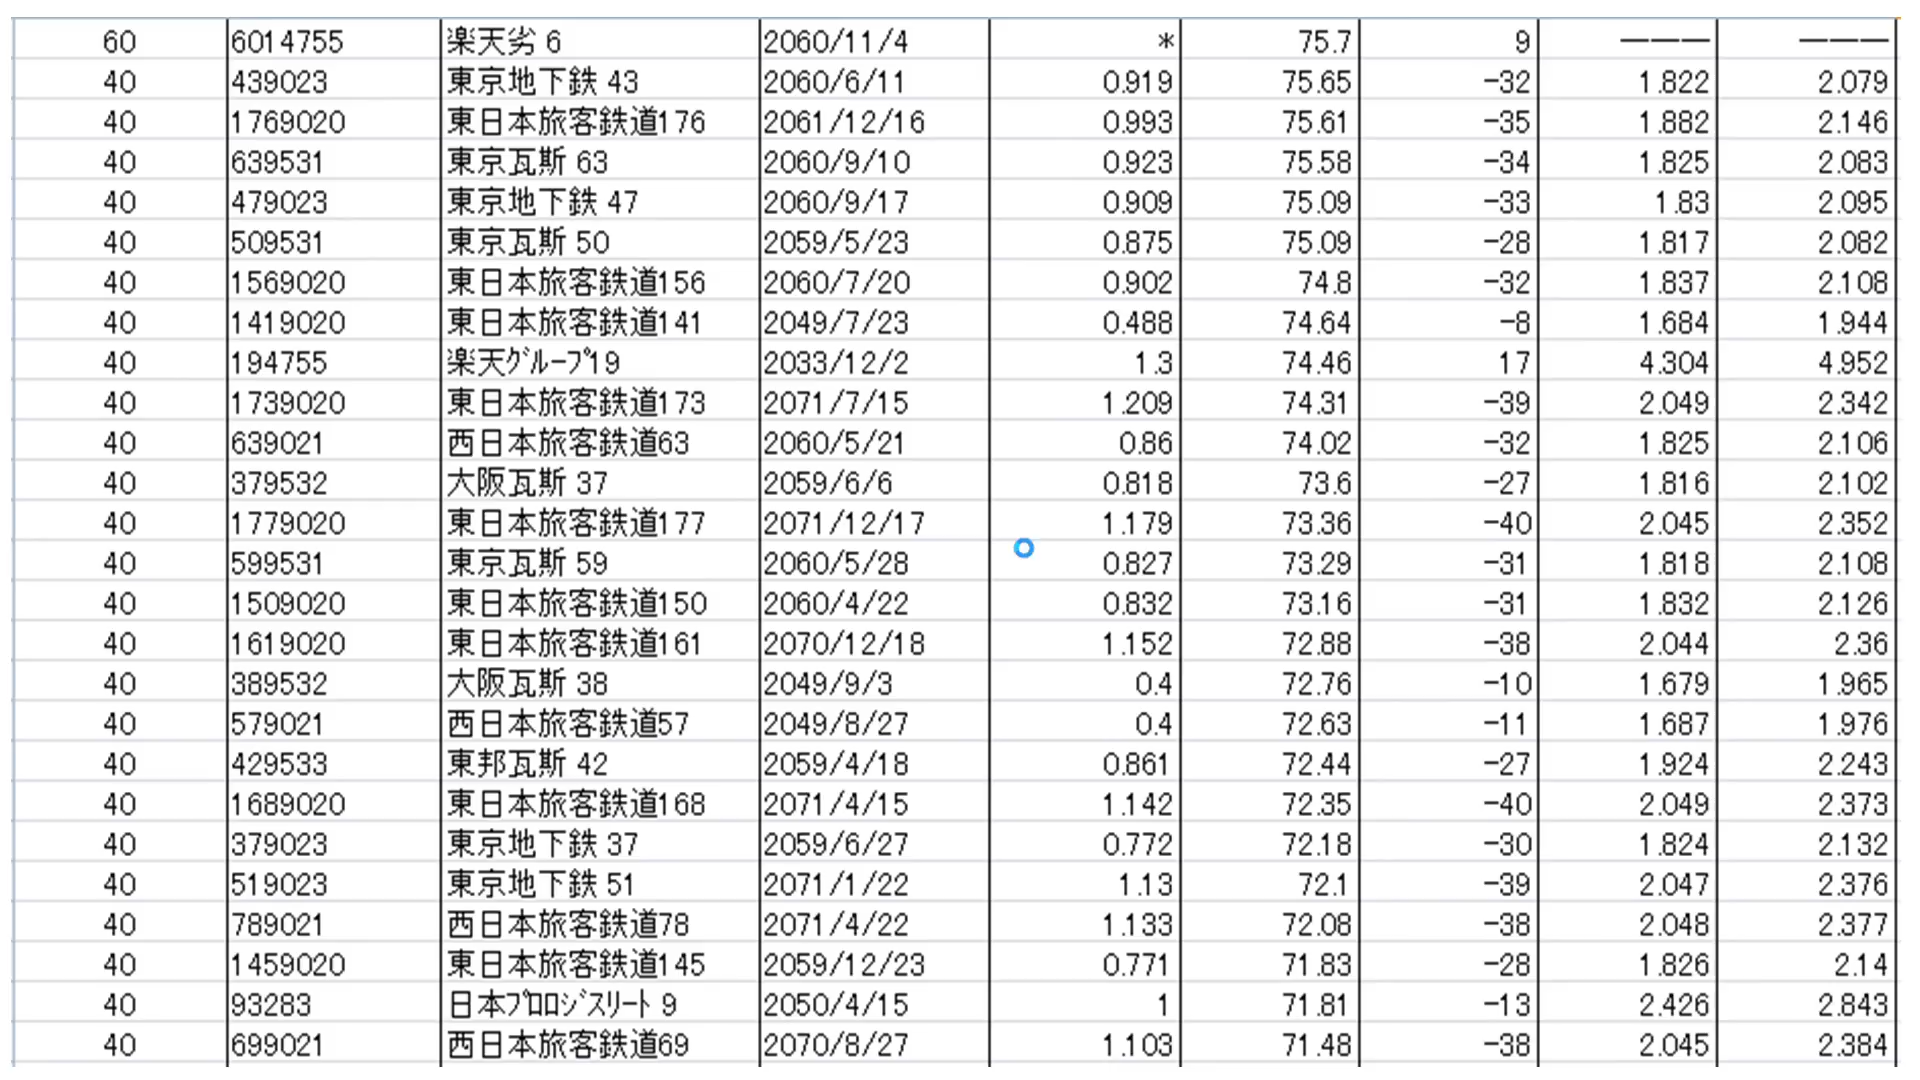 60 6014755 楽天劣 6 2060/11/4 * 75.7 9 ――― ―――
40 439023 東京地下鉄 43 2060/6/11 0.919 75.65 -32 1.822 2.079
40 1769020 東日本旅客鉄道176 2061/12/16 0.993 75.61 -35 1.882 2.146
40 639531 東京瓦斯 63 2060/9/10 0.923 75.58 -34 1.825 2.083
40 479023 東京地下鉄 47 2060/9/17 0.909 75.09 -33 1.83 2.095
40 509531 東京瓦斯 50 2059/5/23 0.875 75.09 -28 1.817 2.082
40 1569020 東日本旅客鉄道156 2060/7/20 0.902 74.8 -32 1.837 2.108
40 1419020 東日本旅客鉄道141 2049/7/23 0.488 74.64 -8 1.684 1.944
40 194755 楽天ｸﾞﾙｰﾌﾟ19 2033/12/2 1.3 74.46 17 4.304 4.952
40 1739020 東日本旅客鉄道173 2071/7/15 1.209 74.31 -39 2.049 2.342
40 639021 西日本旅客鉄道63 2060/5/21 0.86 74.02 -32 1.825 2.106
40 379532 大阪瓦斯 37 2059/6/6 0.818 73.6 -27 1.816 2.102
40 1779020 東日本旅客鉄道177 2071/12/17 1.179 73.36 -40 2.045 2.352
40 599531 東京瓦斯 59 2060/5/28 0.827 73.29 -31 1.818 2.108
40 1509020 東日本旅客鉄道150 2060/4/22 0.832 73.16 -31 1.832 2.126
40 1619020 東日本旅客鉄道161 2070/12/18 1.152 72.88 -38 2.044 2.36
40 389532 大阪瓦斯 38 2049/9/3 0.4 72.76 -10 1.679 1.965
40 579021 西日本旅客鉄道57 2049/8/27 0.4 72.63 -11 1.687 1.976
40 429533 東邦瓦斯 42 2059/4/18 0.861 72.44 -27 1.924 2.243
40 1689020 東日本旅客鉄道168 2071/4/15 1.142 72.35 -40 2.049 2.373
40 379023 東京地下鉄 37 2059/6/27 0.772 72.18 -30 1.824 2.132
40 519023 東京地下鉄 51 2071/1/22 1.13 72.1 -39 2.047 2.376
40 789021 西日本旅客鉄道78 2071/4/22 1.133 72.08 -38 2.048 2.377
40 1459020 東日本旅客鉄道145 2059/12/23 0.771 71.83 -28 1.826 2.14
40 93283 日本ﾌﾟﾛﾛｼﾞｽﾘｰﾄ 9 2050/4/15 1 71.81 -13 2.426 2.843
40 699021 西日本旅客鉄道69 2070/8/27 1.103 71.48 -38 2.045 2.384